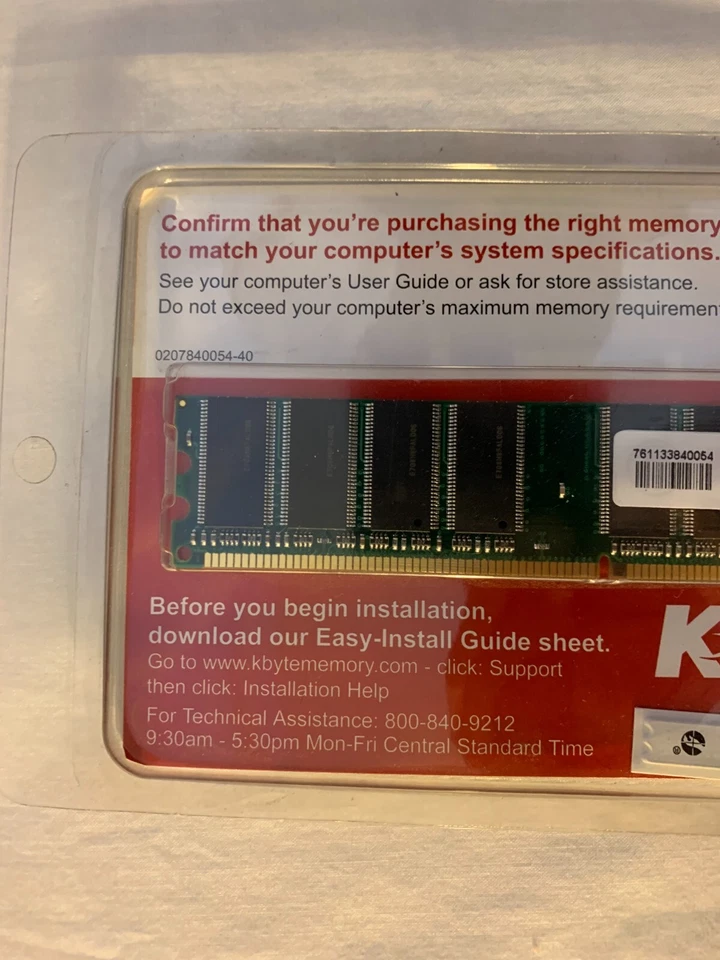 Confirm that you're purchasing the right memory
to match your computer's system specifications.
See your computer's User Guide or ask for store assistance.
Do not exceed your computer's maximum memory requiremen
0207840054-40
761133840054
Before you begin installation,
download our Easy-Install Guide sheet.
Go to www.kbytememory.com - click: Support
then click: Installation Help
For Technical Assistance: 800-840-9212
9:30am - 5:30pm Mon-Fri Central Standard Time
K
®